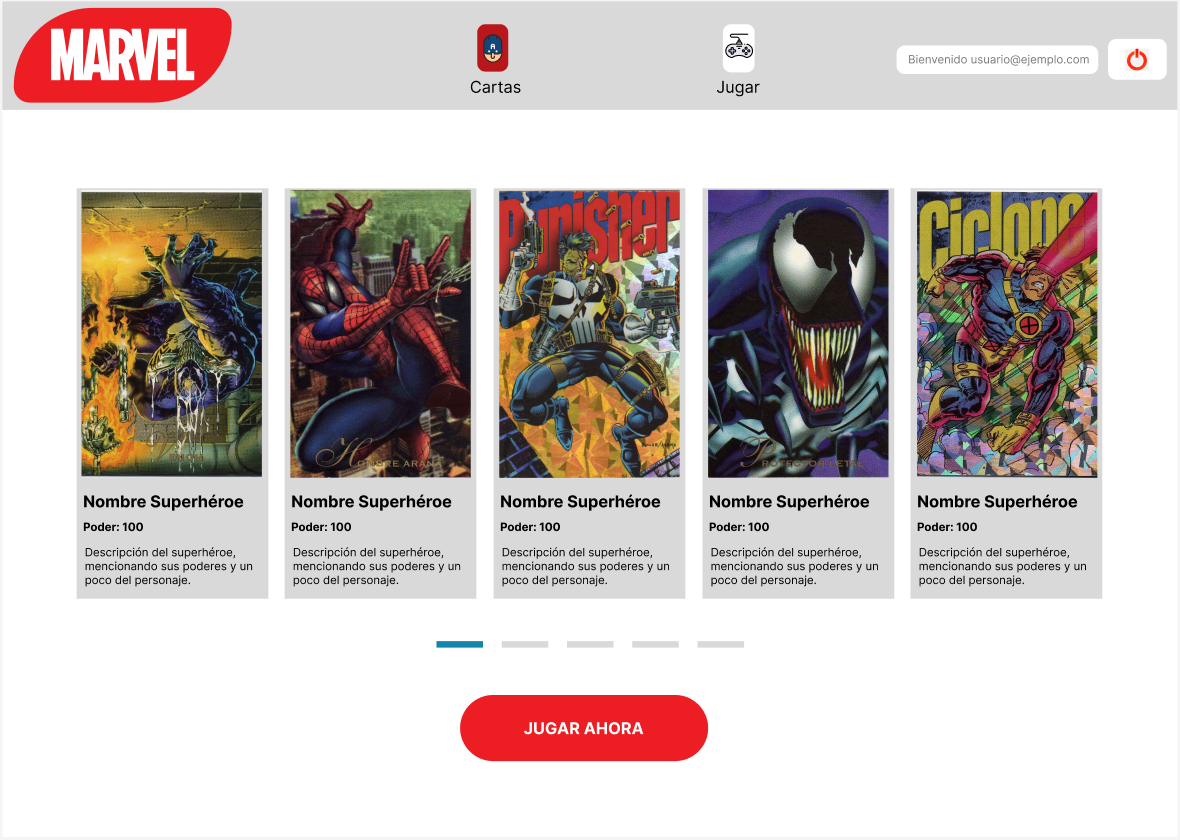 MARVEL
Cartas
Jugar
Bienvenido usuario@ejemplo.com
Punisher
Ciclope
HOMBRE ARAÑA
PROTECTOR LETAL
Nombre Superhéroe
Poder: 100
Descripción del superhéroe,
mencionando sus poderes y un
poco del personaje.
Nombre Superhéroe
Poder: 100
Descripción del superhéroe,
mencionando sus poderes y un
poco del personaje.
Nombre Superhéroe
Poder: 100
Descripción del superhéroe,
mencionando sus poderes y un
poco del personaje.
Nombre Superhéroe
Poder: 100
Descripción del superhéroe,
mencionando sus poderes y un
poco del personaje.
Nombre Superhéroe
Poder: 100
Descripción del superhéroe,
mencionando sus poderes y un
poco del personaje.
JUGAR AHORA